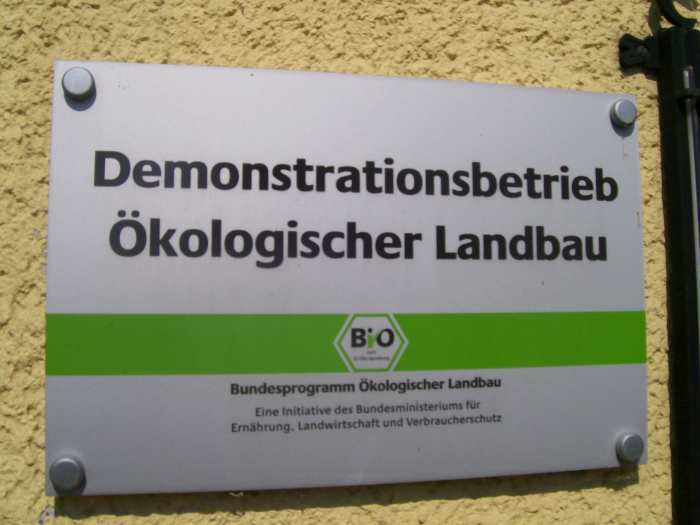 Demonstrationsbetrieb
Ökologischer Landbau
Bio
Bundesprogramm Ökologischer Landbau
Eine Initiative des Bundesministeriums für
Ernährung, Landwirtschaft und Verbraucherschutz